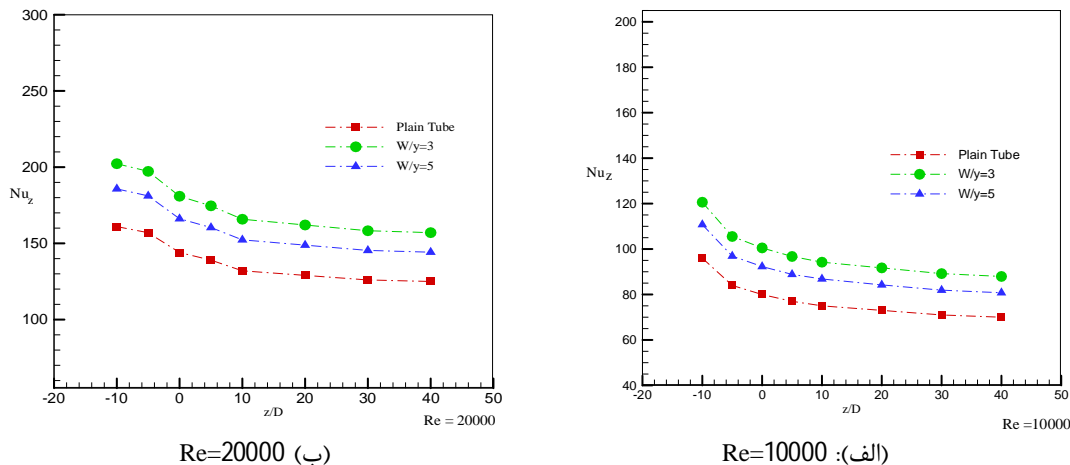 300
250
200
Nu_z
150
100
-20 -10 0 10 20 30 40 50
z/D
Re = 20000
Plain Tube
W/y=3
W/y=5
(ب) Re=20000
200
180
160
140
Nu_z
120
100
80
60
40
-20 -10 0 10 20 30 40 50
z/D
Re =10000
Plain Tube
W/y=3
W/y=5
(الف): Re=10000